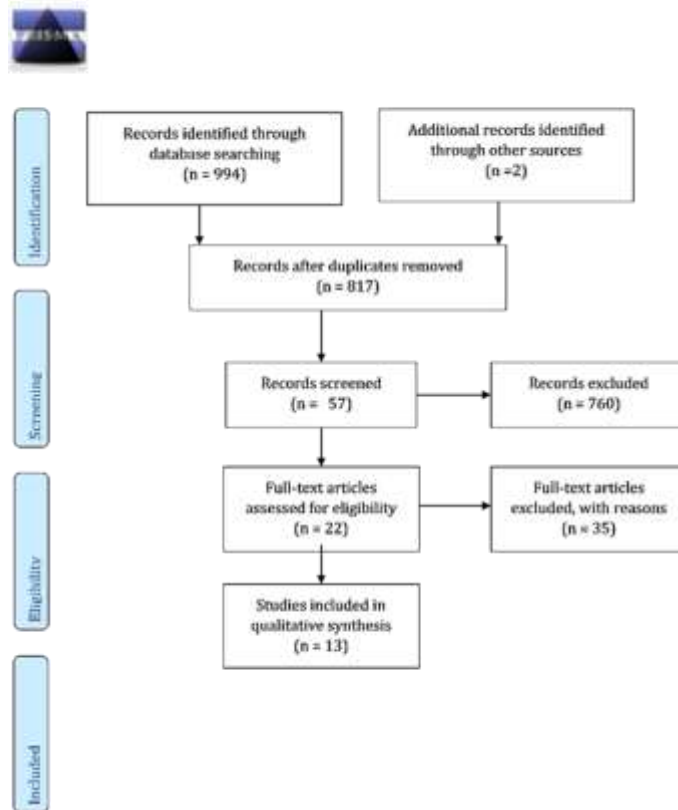 Identification
Records identified through
database searching
(n = 994)
Additional records identified
through other sources
(n =2)
Records after duplicates removed
(n = 817)
Screening
Records screened
(n = 57)
Records excluded
(n = 760)
Eligibility
Full-text articles
assessed for eligibility
(n = 22)
Full-text articles
excluded, with reasons
(n = 35)
Studies included in
qualitative synthesis
(n = 13)
Included